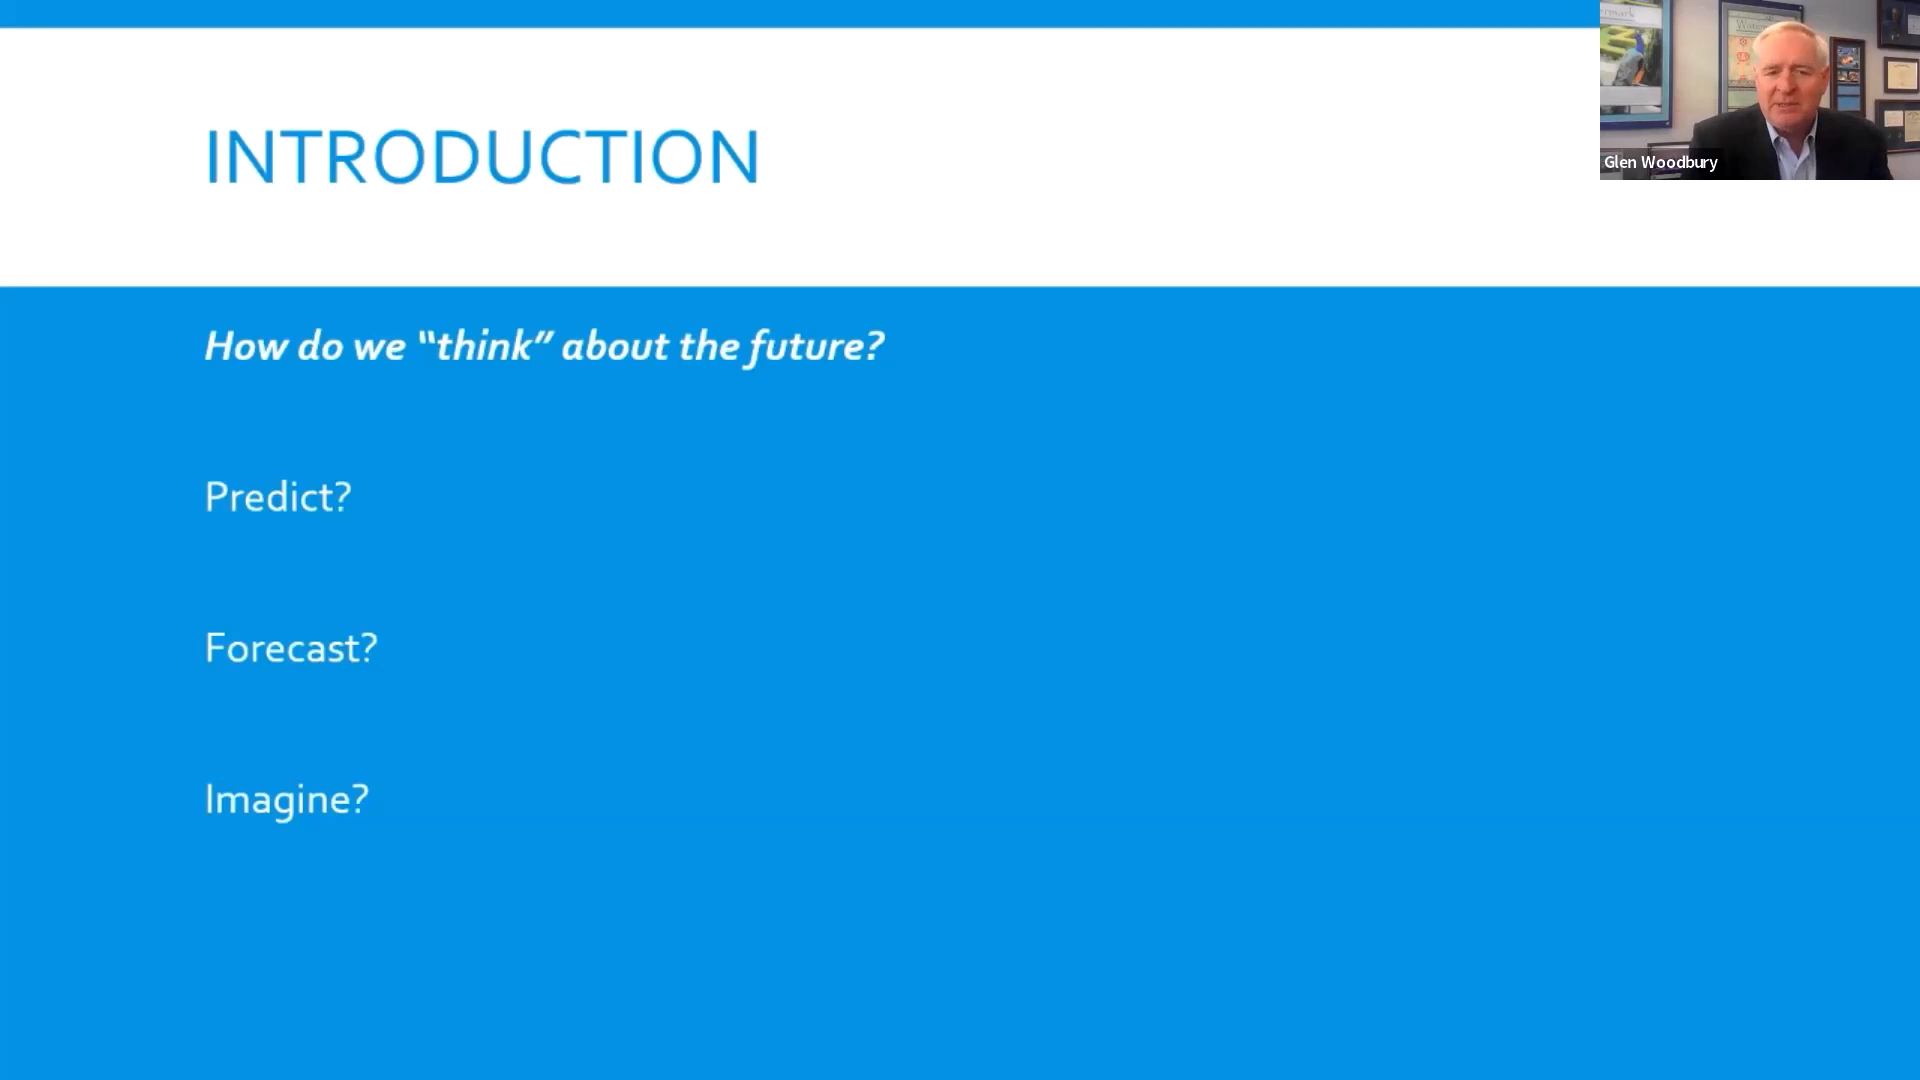 INTRODUCTION
Glen Woodbury
How do we “think” about the future?
Predict?
Forecast?
Imagine?